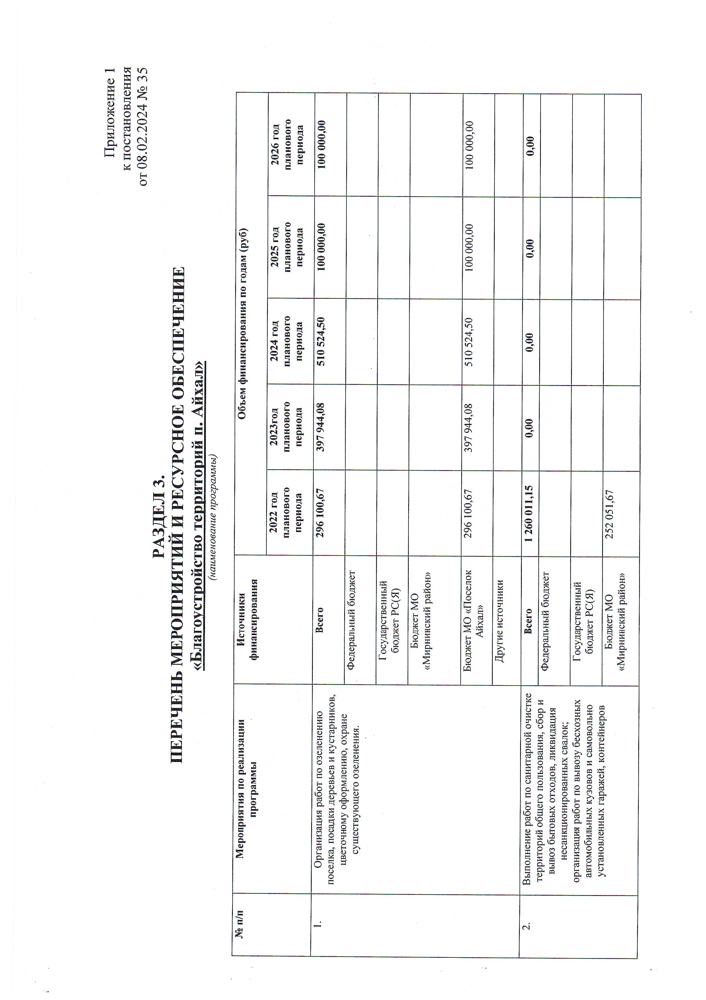 Приложение 1
к постановления
от 08.02.2024 № 35
РАЗДЕЛ 3.
ПЕРЕЧЕНЬ МЕРОПРИЯТИЙ И РЕСУРСНОЕ ОБЕСПЕЧЕНИЕ
«Благоустройство территорий п. Айхал»
(наименование программы)
№ п/п
Мероприятия по реализации
программы
Источники
финансирования
Объем финансирования по годам (руб)
2022 год
планового
периода
2023год
планового
периода
2024 год
планового
периода
2025 год
планового
периода
2026 год
планового
периода
1.
Организация работ по озеленению
поселка, посадки деревьев и кустарников,
цветочному оформлению, охране
существующего озеленения.
Всего
296 100,67
397 944,08
510 524,50
100 000,00
100 000,00
Федеральный бюджет
Государственный
бюджет РС(Я)
Бюджет МО
«Мирнинский район»
Бюджет МО «Поселок
Айхал»
296 100,67
397 944,08
510 524,50
100 000,00
100 000,00
Другие источники
2.
Выполнение работ по санитарной очистке
территорий общего пользования, сбор и
вывоз бытовых отходов, ликвидация
несанкционированных свалок;
организация работ по вывозу бесхозных
автомобильных кузовов и самовольно
установленных гаражей, контейнеров
Всего
1 260 011,15
0,00
0,00
0,00
0,00
Федеральный бюджет
Государственный
бюджет РС(Я)
Бюджет МО
«Мирнинский район»
252 051,67